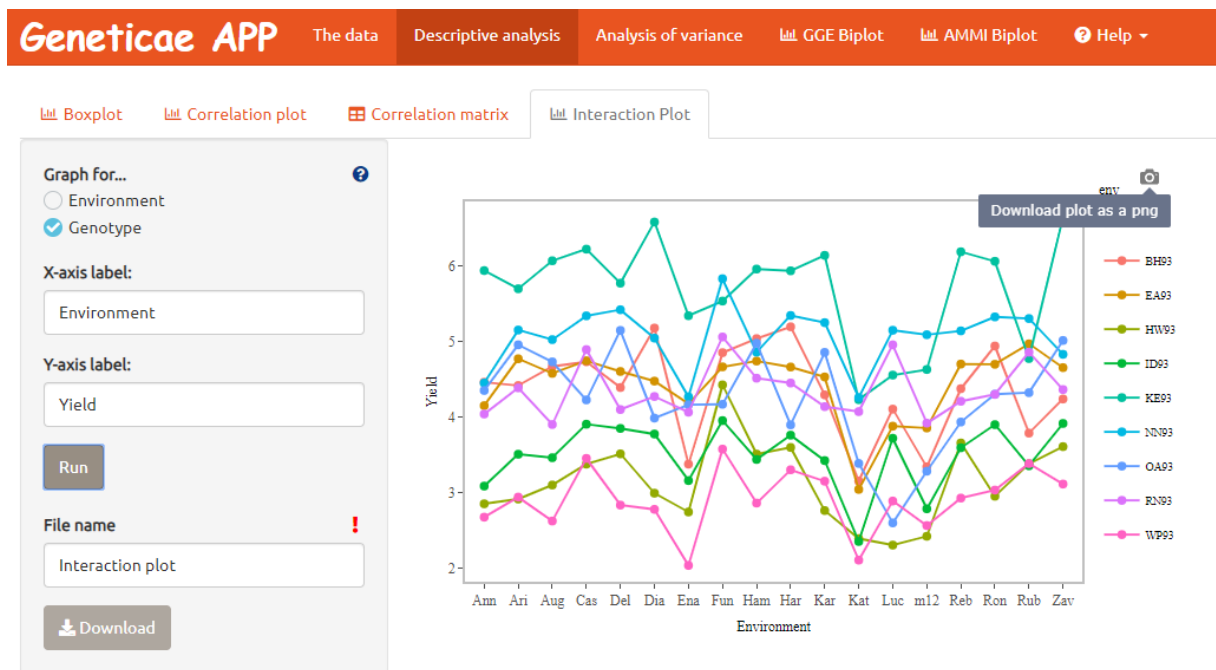 Geneticae APP The data Descriptive analysis Analysis of variance GGE Biplot AMMI Biplot Help
Boxplot Correlation plot Correlation matrix Interaction Plot
Graph for...
Environment
Genotype
X-axis label:
Environment
Y-axis label:
Yield
Run
File name
Interaction plot
Download
env
Download plot as a png
Yield
6
5
4
3
2
Ann Ari Aug Cas Del Dia Ena Fun Ham Har Kar Kat Luc m12 Reb Ron Rub Zav
Environment
BH93
EA93
HW93
ID93
KE93
NN93
OA93
RN93
WP93